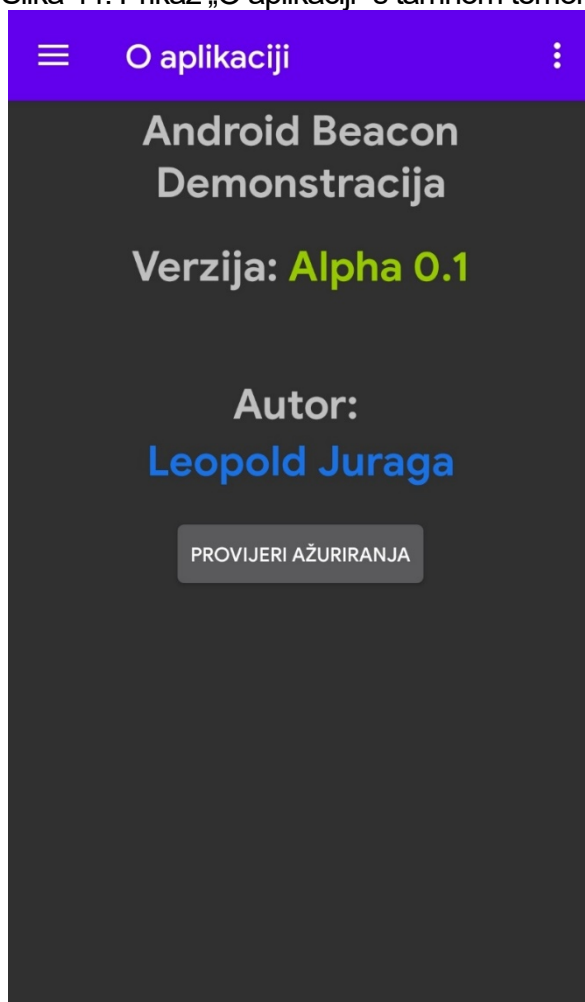 O aplikaciji
Android Beacon
Demonstracija
Verzija: Alpha 0.1
Autor:
Leopold Juraga
PROVIJERI AŽURIRANJA